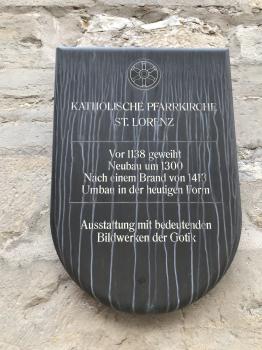 KATHOLISCHE PFARRKIRCHE
ST. LORENZ
Vor 1138 geweiht
Neubau um 1300
Nach einem Brand von 1413
Umbau in der heutigen Form
Ausstattung mit bedeutenden
Bildwerken der Gotik